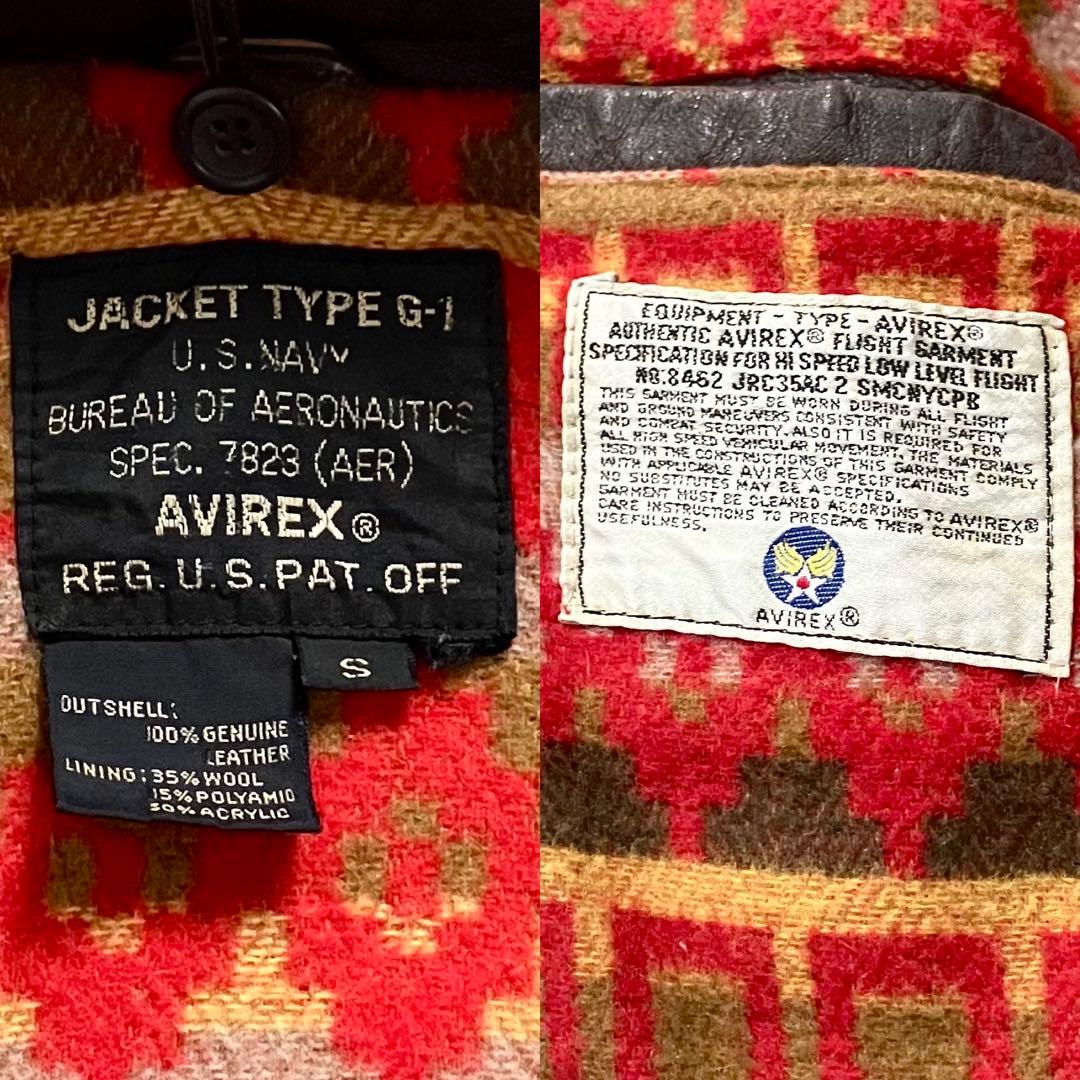 JACKET TYPE G-1
U.S.NAVY
BUREAU OF AERONAUTICS
SPEC. 7823 (AER)
AVIREX®
REG. U.S. PAT. OFF
S
OUTSHELL:
100% GENUINE
LEATHER
LINING: 35% WOOL
15% POLYAMID
50% ACRYLIC
EQUIPMENT - TYPE - AVIREX®
AUTHENTIC AVIREX® FLIGHT GARMENT
SPECIFICATION FOR HI SPEED LOW LEVEL FLIGHT
NO.8462 JRC35AC 2 SMCNYCPB
THIS GARMENT MUST BE WORN DURING ALL FLIGHT
AND GROUND MANEUVERS CONSISTENT WITH SAFETY
AND COMBAT SECURITY. ALSO IT IS REQUIRED FOR
ALL HIGH SPEED VEHICULAR MOVEMENT. THE MATERIALS
USED IN THE CONSTRUCTIONS OF THIS GARMENT COMPLY
WITH APPLICABLE AVIREX® SPECIFICATIONS
NO SUBSTITUTES MAY BE ACCEPTED.
GARMENT MUST BE CLEANED ACCORDING TO AVIREX®
CARE INSTRUCTIONS TO PRESERVE THEIR CONTINUED
USEFULNESS.
AVIREX®